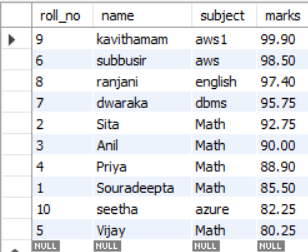 roll_no name subject marks
9 kavithamam aws1 99.90
6 subbusir aws 98.50
8 ranjani english 97.40
7 dwaraka dbms 95.75
2 Sita Math 92.75
3 Anil Math 90.00
4 Priya Math 88.90
1 Souradeepta Math 85.50
10 seetha azure 82.25
5 Vijay Math 80.25
NULL NULL NULL NULL